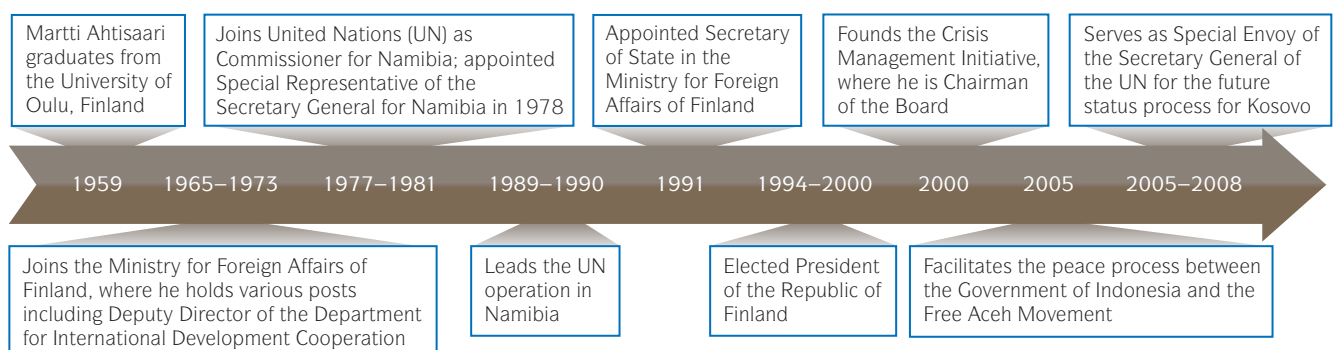 Martti Ahtisaari
graduates from
the University of
Oulu, Finland
Joins United Nations (UN) as
Commissioner for Namibia; appointed
Special Representative of the
Secretary General for Namibia in 1978
Appointed Secretary
of State in the
Ministry for Foreign
Affairs of Finland
Founds the Crisis
Management Initiative,
where he is Chairman
of the Board
Serves as Special Envoy of
the Secretary General of
the UN for the future
status process for Kosovo
1959 1965–1973 1977–1981 1989–1990 1991 1994–2000 2000 2005 2005–2008
Joins the Ministry for Foreign Affairs of
Finland, where he holds various posts
including Deputy Director of the Department
for International Development Cooperation
Leads the UN
operation in
Namibia
Elected President
of the Republic of
Finland
Facilitates the peace process between
the Government of Indonesia and the
Free Aceh Movement